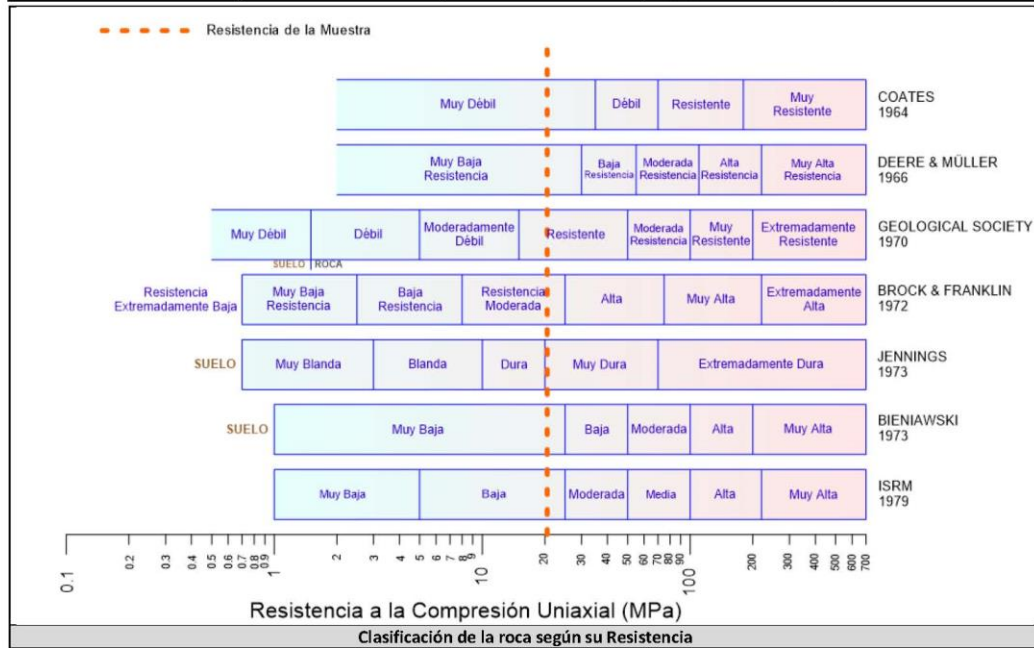 Resistencia de la Muestra
Muy Débil
Débil
Resistente
Muy
Resistente
COATES
1964
Muy Baja
Resistencia
Baja
Resistencia
Moderada
Resistencia
Alta
Resistencia
Muy Alta
Resistencia
DEERE & MÜLLER
1966
Muy Débil
Débil
Moderadamente
Débil
Resistente
Moderada
Resistencia
Muy
Resistente
Extremadamente
Resistente
GEOLOGICAL SOCIETY
1970
SUELO
ROCA
Resistencia
Extremadamente Baja
Muy Baja
Resistencia
Baja
Resistencia
Resistencia
Moderada
Alta
Muy Alta
Extremadamente
Alta
BROCK & FRANKLIN
1972
SUELO
Muy Blanda
Blanda
Dura
Muy Dura
Extremadamente Dura
JENNINGS
1973
SUELO
Muy Baja
Baja
Moderada
Alta
Muy Alta
BIENIAWSKI
1973
Muy Baja
Baja
Moderada
Media
Alta
Muy Alta
ISRM
1979
0.1
0.2
0.3
0.4
0.5
0.6
0.7
0.8
0.9
1
2
3
4
5
6
7
8
9
10
20
30
40
50
60
70
80
90
100
200
300
400
500
600
700
Resistencia a la Compresión Uniaxial (MPa)
Clasificación de la roca según su Resistencia